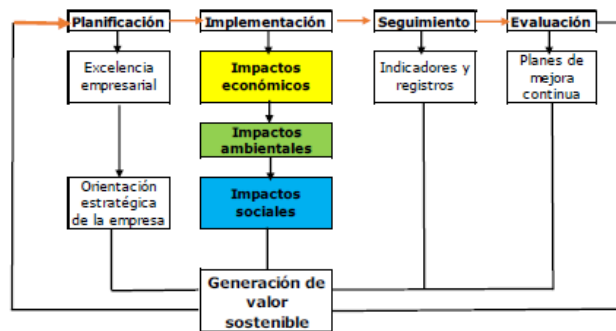 Planificación
Implementación
Seguimiento
Evaluación
Excelencia
empresarial
Impactos
económicos
Indicadores y
registros
Planes de
mejora
continua
Impactos
ambientales
Orientación
estratégica
de la empresa
Impactos
sociales
Generación de
valor
sostenible